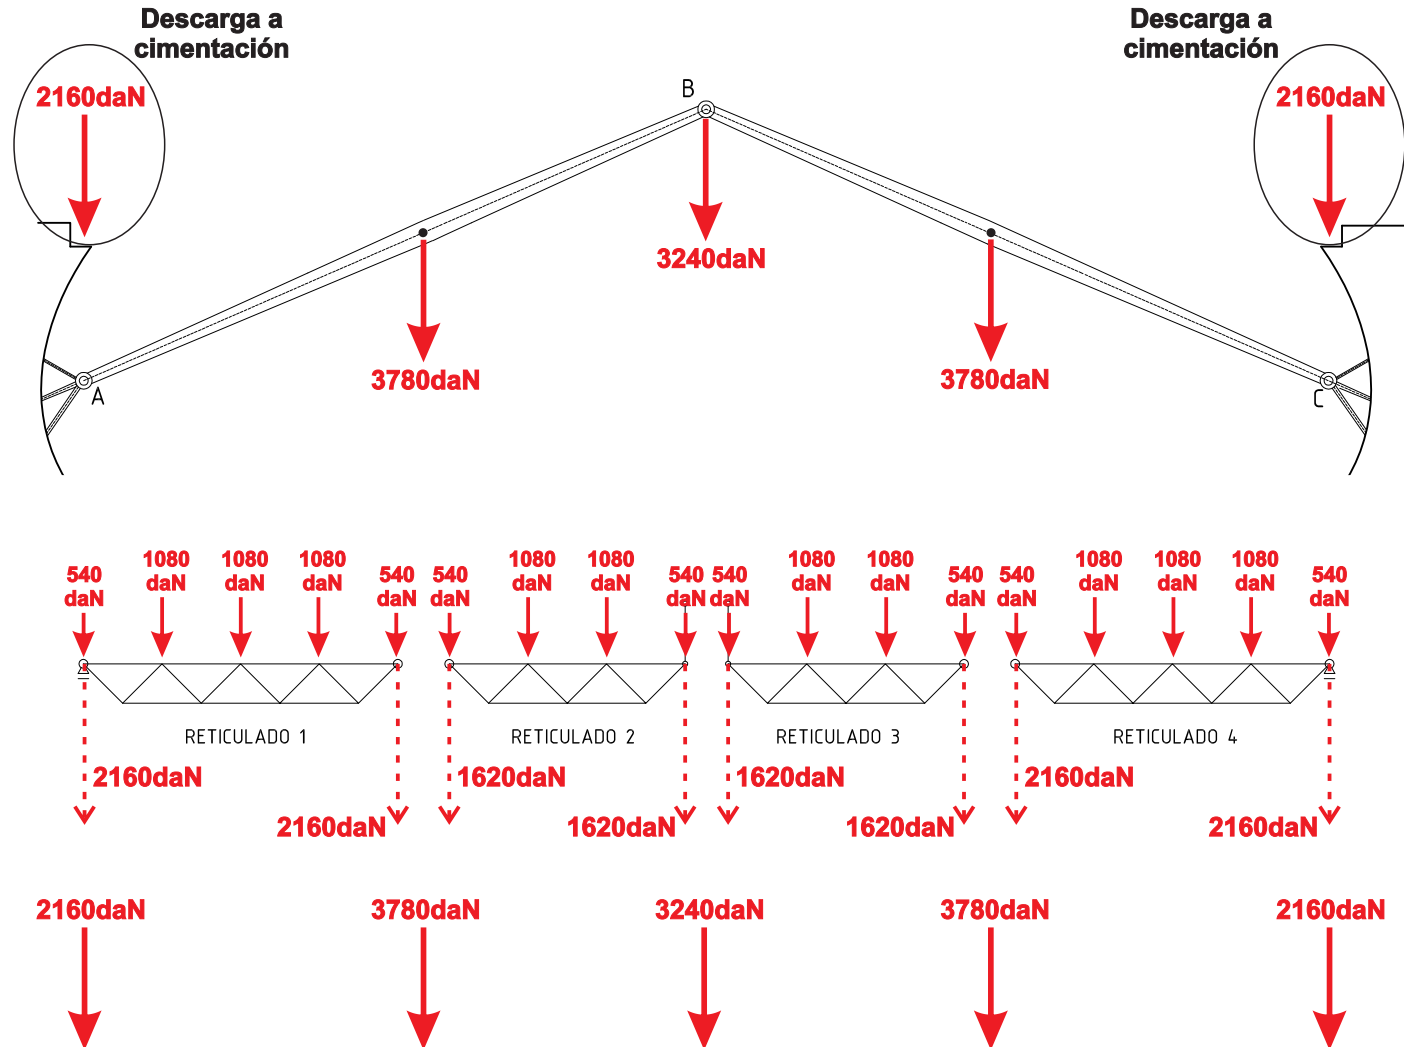 Descarga a
cimentación
Descarga a
cimentación
2160daN
2160daN
B
3240daN
3780daN
3780daN
A
C
540
daN
1080
daN
1080
daN
1080
daN
540
daN
540
daN
1080
daN
1080
daN
540
daN
540
daN
1080
daN
1080
daN
540
daN
540
daN
1080
daN
1080
daN
1080
daN
540
daN
RETICULADO 1
RETICULADO 2
RETICULADO 3
RETICULADO 4
2160daN
1620daN
1620daN
2160daN
2160daN
1620daN
1620daN
2160daN
2160daN
3780daN
3240daN
3780daN
2160daN